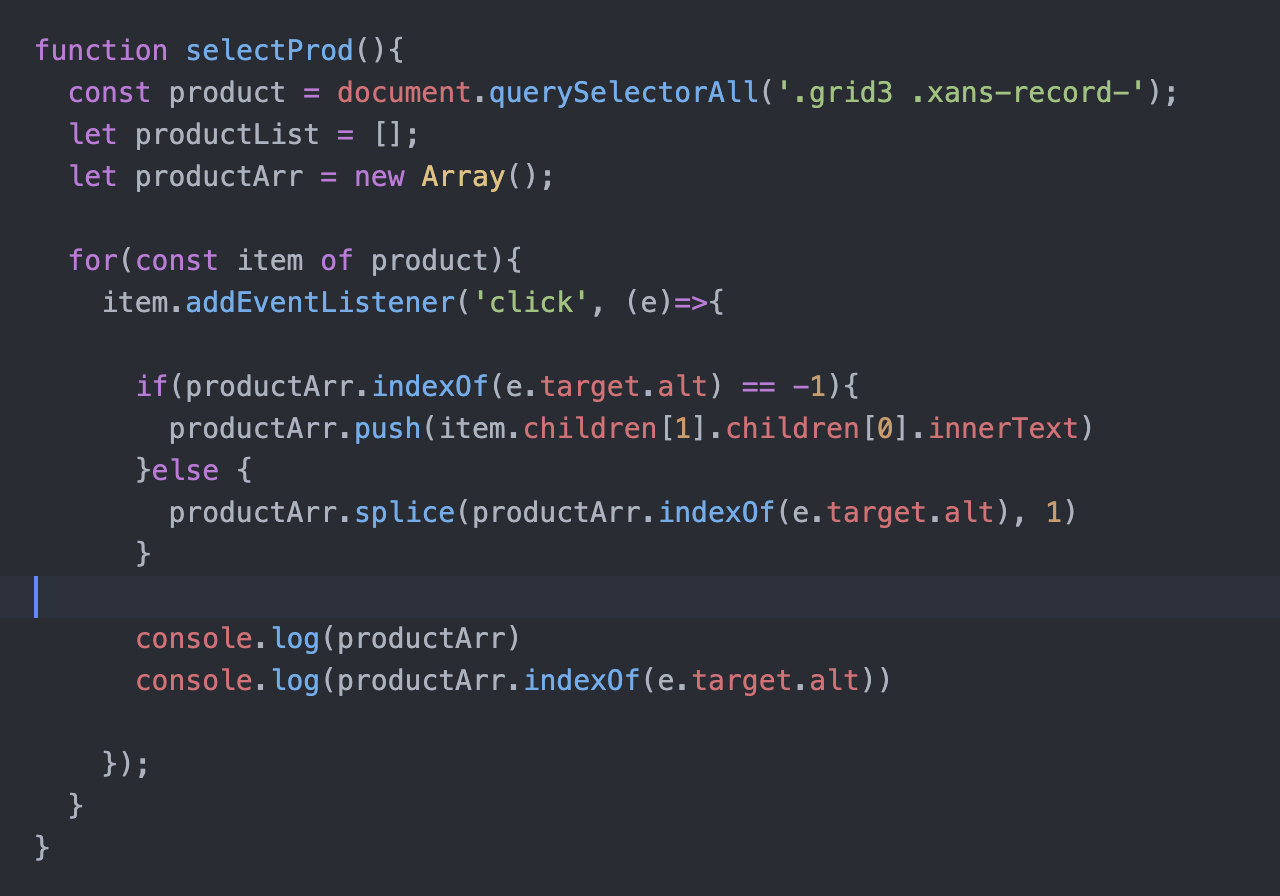 function selectProd(){
const product = document.querySelectorAll('.grid3 .xans-record-');
let productList = [];
let productArr = new Array();
for(const item of product){
item.addEventListener('click', (e)=>{
if(productArr.indexOf(e.target.alt) == -1){
productArr.push(item.children[1].children[0].innerText)
}else {
productArr.splice(productArr.indexOf(e.target.alt), 1)
}
console.log(productArr)
console.log(productArr.indexOf(e.target.alt))
});
}
}